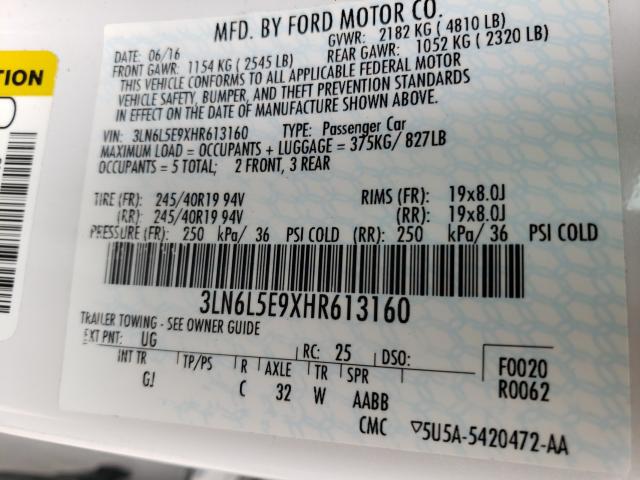 MFD. BY FORD MOTOR CO.
DATE: 06/16 GVWR: 2182 KG ( 4810 LB)
FRONT GAWR: 1154 KG ( 2545 LB) REAR GAWR: 1052 KG ( 2320 LB)
THIS VEHICLE CONFORMS TO ALL APPLICABLE FEDERAL MOTOR
VEHICLE SAFETY, BUMPER, AND THEFT PREVENTION STANDARDS
IN EFFECT ON THE DATE OF MANUFACTURE SHOWN ABOVE.
VIN: 3LN6L5E9XHR613160 TYPE: Passenger Car
MAXIMUM LOAD = OCCUPANTS + LUGGAGE = 375KG/ 827LB
OCCUPANTS = 5 TOTAL; 2 FRONT, 3 REAR
TIRE (FR): 245/40R19 94V RIMS (FR): 19x8.0J
(RR): 245/40R19 94V (RR): 19x8.0J
PRESSURE (FR): 250 kPa/ 36 PSI COLD (RR): 250 kPa/ 36 PSI COLD
3LN6L5E9XHR613160
TRAILER TOWING - SEE OWNER GUIDE
EXT PNT: UG RC: 25 DSO:
INT TR TP/PS R AXLE TR SPR F0020
G! C 32 W AABB R0062
CMC ▽5U5A-5420472-AA
TION